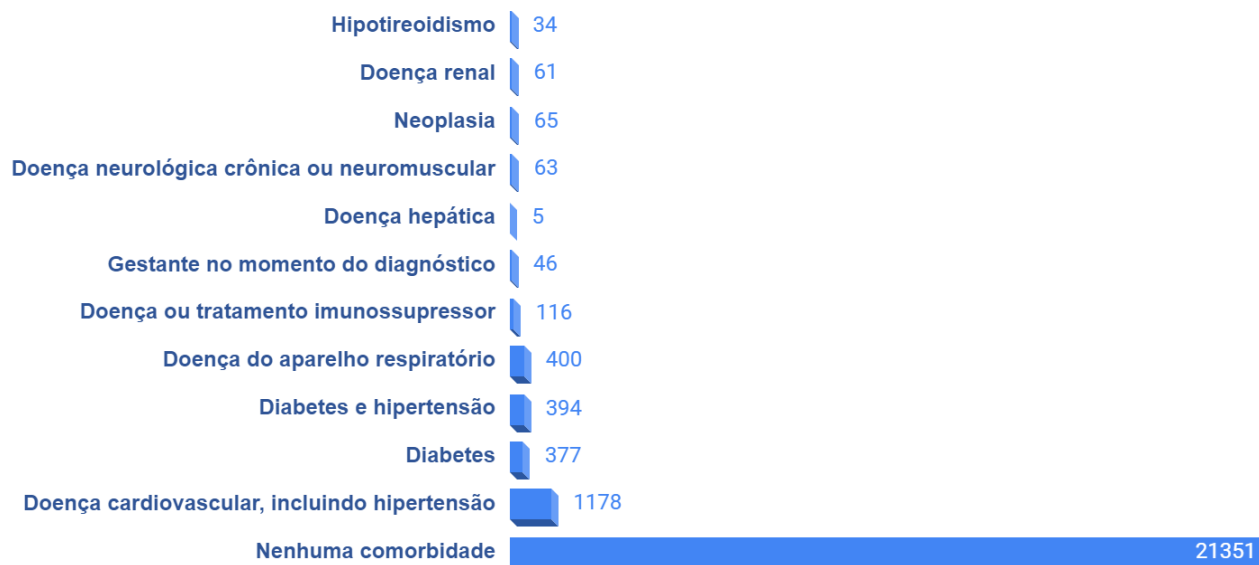 Hipotireoidismo 34
Doença renal 61
Neoplasia 65
Doença neurológica crônica ou neuromuscular 63
Doença hepática 5
Gestante no momento do diagnóstico 46
Doença ou tratamento imunossupressor 116
Doença do aparelho respiratório 400
Diabetes e hipertensão 394
Diabetes 377
Doença cardiovascular, incluindo hipertensão 1178
Nenhuma comorbidade 21351